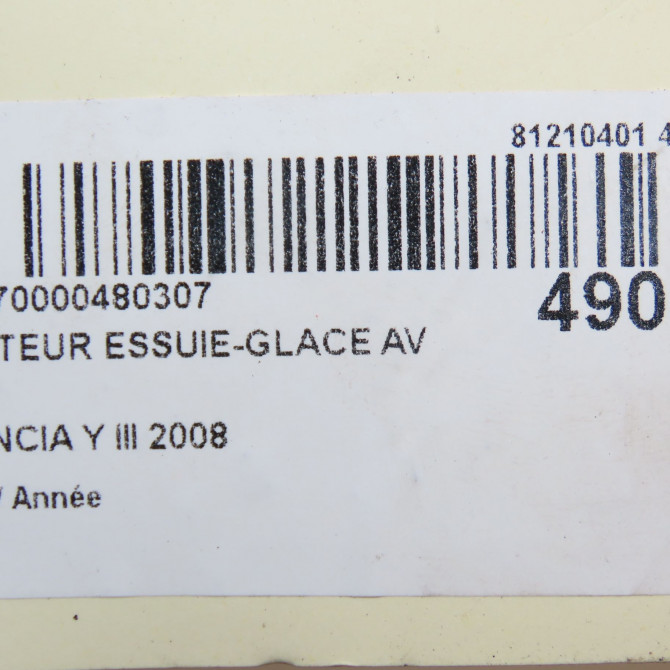 81210401 4
70000480307
490
TEUR ESSUIE-GLACE AV
NCIA Y III 2008
/ Année